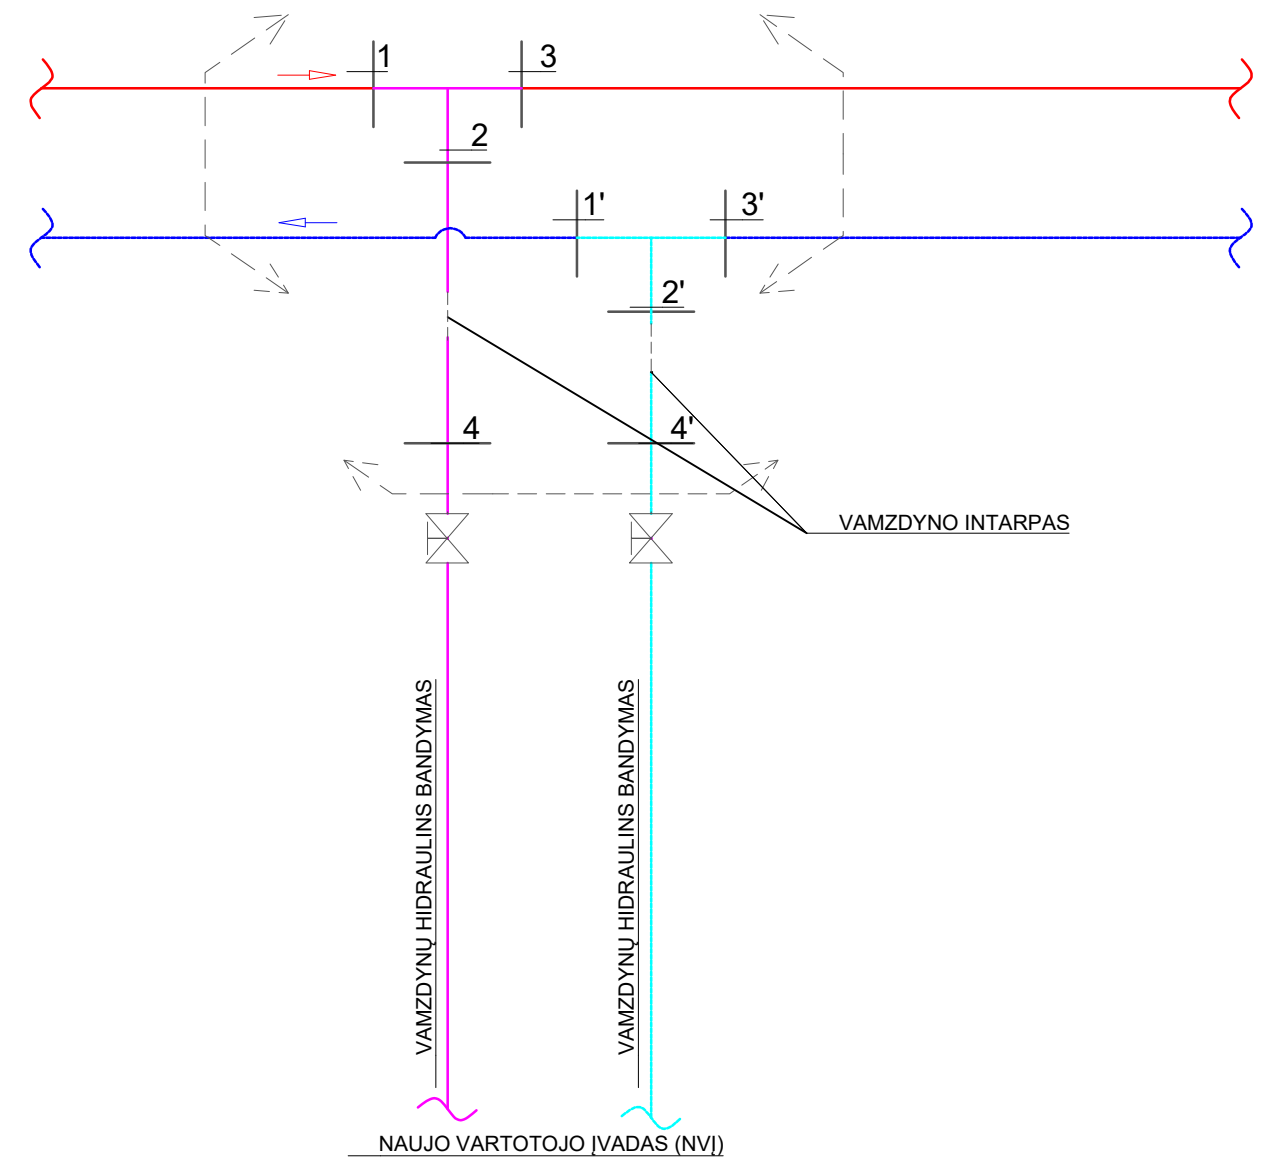 1
3
2
1'
3'
2'
4
4'
VAMZDYNO INTARPAS
VAMZDYNŲ HIDRAULINS BANDYMAS
VAMZDYNŲ HIDRAULINS BANDYMAS
NAUJO VARTOTOJO ĮVADAS (NVĮ)